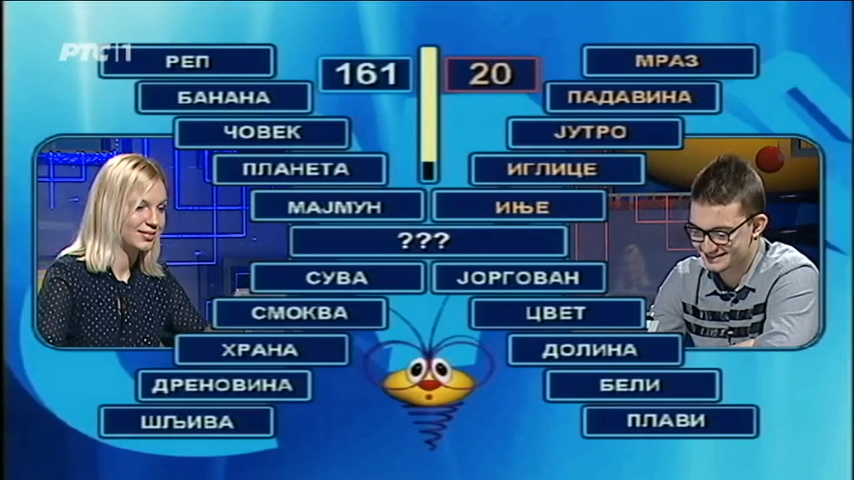 РТС 1
РЕП
161
20
МРАЗ
БАНАНА
ПАДАВИНА
ЧОВЕК
ЈУТРО
ПЛАНЕТА
ИГЛИЦЕ
МАЈМУН
ИЊЕ
???
СУВА
ЈОРГОВАН
СМОКВА
ЦВЕТ
ХРАНА
ДОЛИНА
ДРЕНОВИНА
БЕЛИ
ШЉИВА
ПЛАВИ